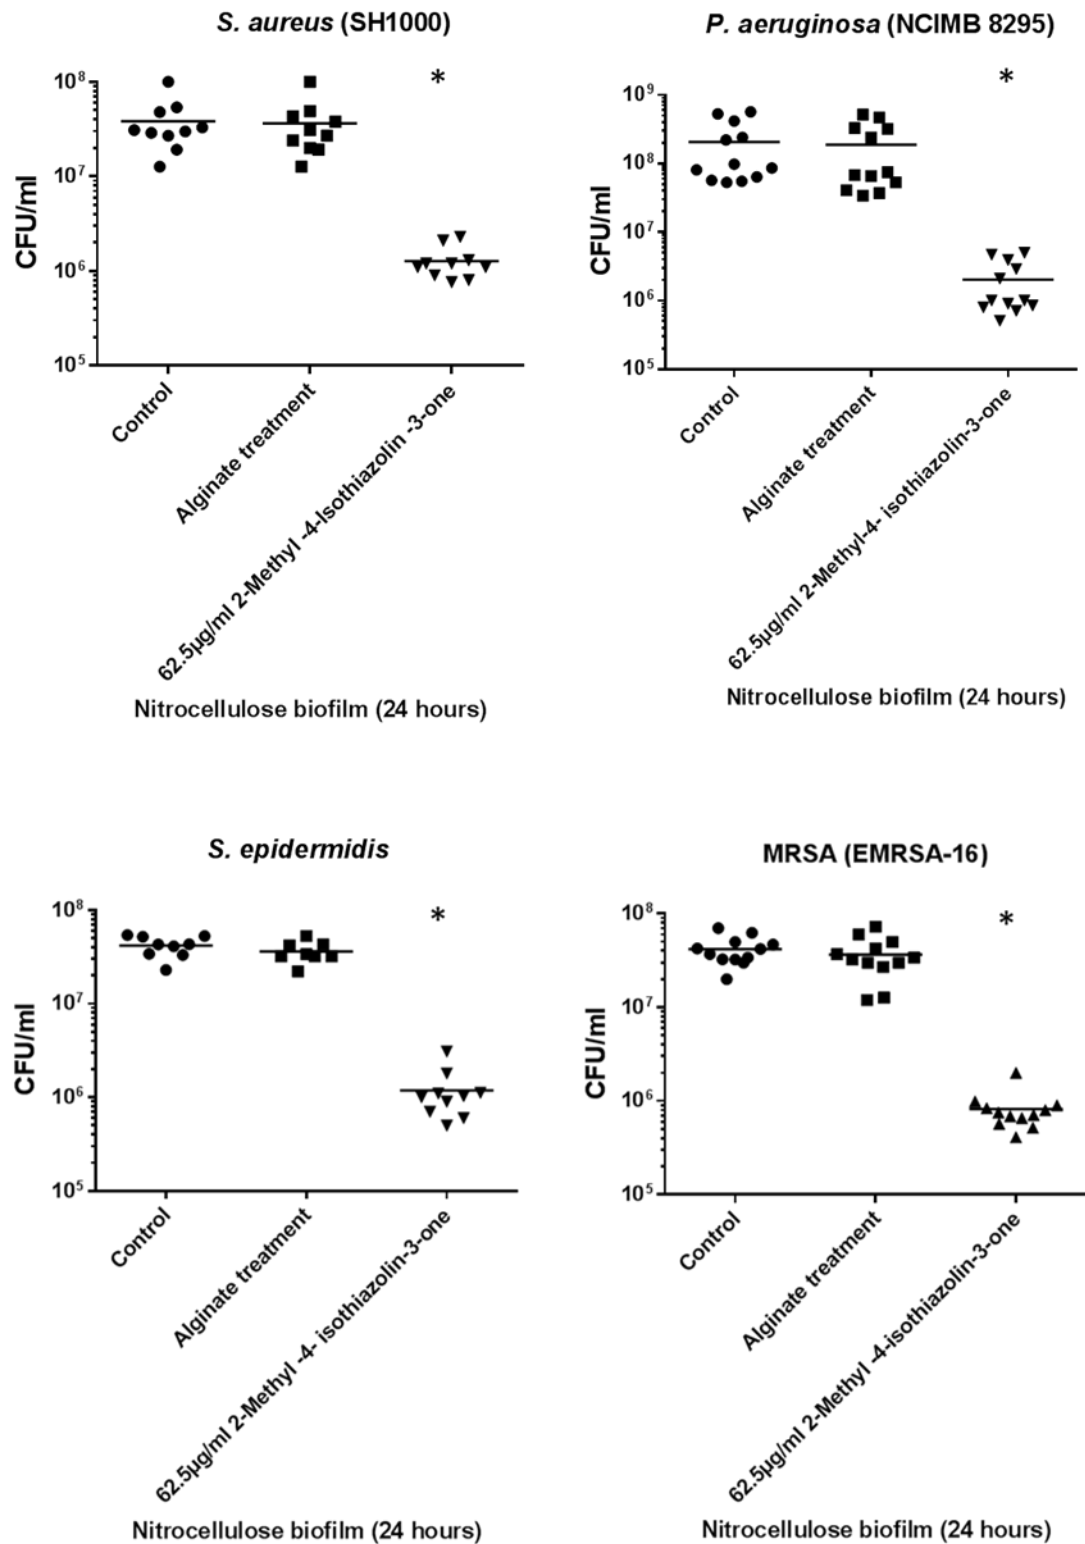 S. aureus (SH1000)
*
10⁸
10⁷
10⁶
10⁵
CFU/ml
Control
Alginate treatment
62.5µg/ml 2-Methyl -4-Isothiazolin -3-one
Nitrocellulose biofilm (24 hours)
P. aeruginosa (NCIMB 8295)
*
10⁹
10⁸
10⁷
10⁶
10⁵
CFU/ml
Control
Alginate treatment
62.5µg/ml 2-Methyl-4- isothiazolin-3-one
Nitrocellulose biofilm (24 hours)
S. epidermidis
*
10⁸
10⁷
10⁶
10⁵
CFU/ml
Control
Alginate treatment
62.5µg/ml 2-Methyl -4- isothiazolin-3-one
Nitrocellulose biofilm (24 hours)
MRSA (EMRSA-16)
*
10⁸
10⁷
10⁶
10⁵
CFU/ml
Control
Alginate treatment
62.5µg/ml 2-Methyl -4-isothiazolin-3-one
Nitrocellulose biofilm (24 hours)